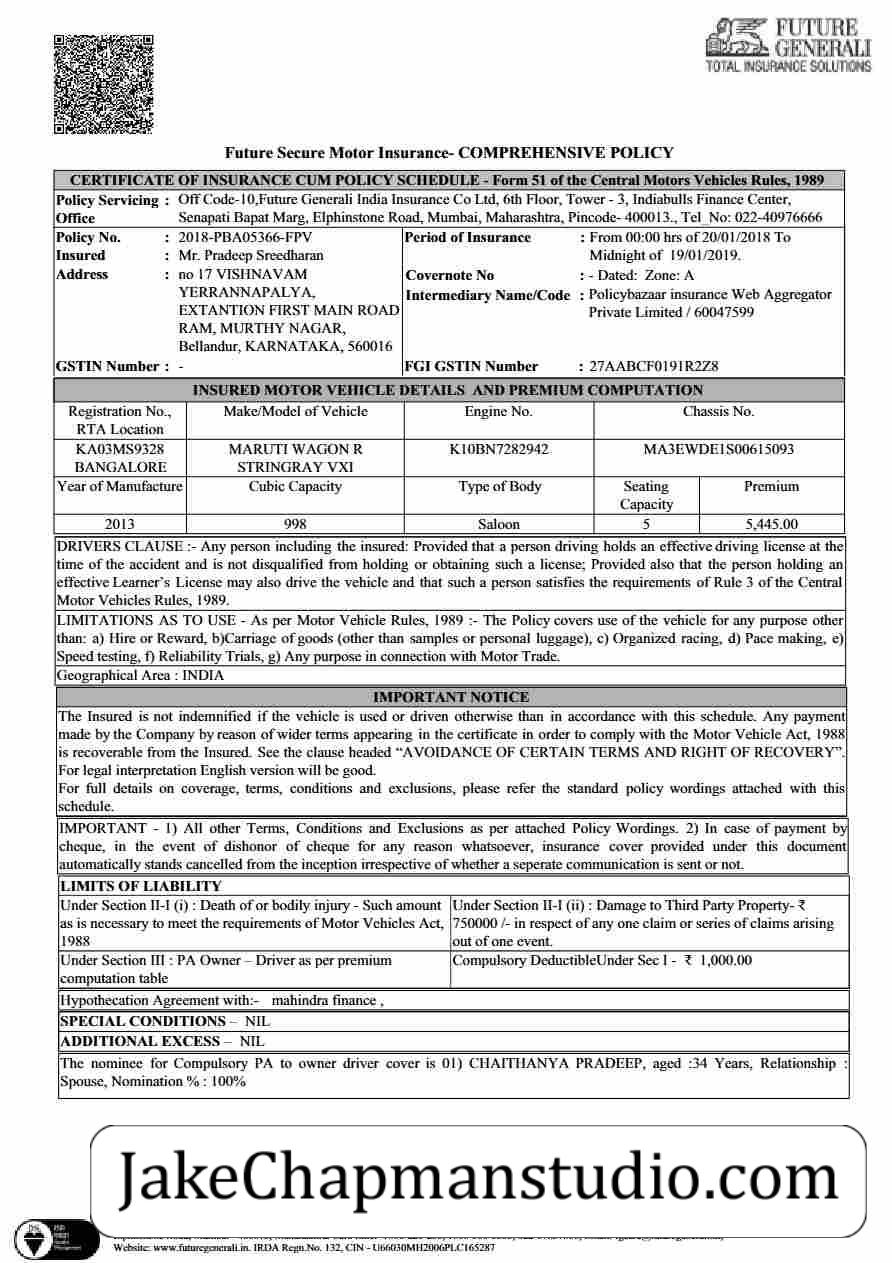 FUTURE
GENERALI
TOTAL INSURANCE SOLUTIONS
Future Secure Motor Insurance- COMPREHENSIVE POLICY
CERTIFICATE OF INSURANCE CUM POLICY SCHEDULE - Form 51 of the Central Motors Vehicles Rules, 1989
Policy Servicing : Off Code-10,Future Generali India Insurance Co Ltd, 6th Floor, Tower - 3, Indiabulls Finance Center,
Office Senapati Bapat Marg, Elphinstone Road, Mumbai, Maharashtra, Pincode- 400013., Tel_No: 022-40976666
Policy No. : 2018-PBA05366-FPV Period of Insurance : From 00:00 hrs of 20/01/2018 To
Insured : Mr. Pradeep Sreedharan Midnight of 19/01/2019.
Address : no 17 VISHNAVAM Covernote No : - Dated: Zone: A
YERRANNAPALYA, Intermediary Name/Code : Policybazaar insurance Web Aggregator
EXTANTION FIRST MAIN ROAD Private Limited / 60047599
RAM, MURTHY NAGAR,
Bellandur, KARNATAKA, 560016
GSTIN Number : - FGI GSTIN Number : 27AABCF0191R2Z8
INSURED MOTOR VEHICLE DETAILS AND PREMIUM COMPUTATION
Registration No., Make/Model of Vehicle Engine No. Chassis No.
RTA Location
KA03MS9328 MARUTI WAGON R K10BN7282942 MA3EWDE1S00615093
BANGALORE STRINGRAY VXI
Year of Manufacture Cubic Capacity Type of Body Seating Premium
Capacity
2013 998 Saloon 5 5,445.00
DRIVERS CLAUSE :- Any person including the insured: Provided that a person driving holds an effective driving license at the
time of the accident and is not disqualified from holding or obtaining such a license; Provided also that the person holding an
effective Learner's License may also drive the vehicle and that such a person satisfies the requirements of Rule 3 of the Central
Motor Vehicles Rules, 1989.
LIMITATIONS AS TO USE - As per Motor Vehicle Rules, 1989 :- The Policy covers use of the vehicle for any purpose other
than: a) Hire or Reward, b)Carriage of goods (other than samples or personal luggage), c) Organized racing, d) Pace making, e)
Speed testing, f) Reliability Trials, g) Any purpose in connection with Motor Trade.
Geographical Area : INDIA
IMPORTANT NOTICE
The Insured is not indemnified if the vehicle is used or driven otherwise than in accordance with this schedule. Any payment
made by the Company by reason of wider terms appearing in the certificate in order to comply with the Motor Vehicle Act, 1988
is recoverable from the Insured. See the clause headed “AVOIDANCE OF CERTAIN TERMS AND RIGHT OF RECOVERY”.
For legal interpretation English version will be good.
For full details on coverage, terms, conditions and exclusions, please refer the standard policy wordings attached with this
schedule.
IMPORTANT - 1) All other Terms, Conditions and Exclusions as per attached Policy Wordings. 2) In case of payment by
cheque, in the event of dishonor of cheque for any reason whatsoever, insurance cover provided under this document
automatically stands cancelled from the inception irrespective of whether a seperate communication is sent or not.
LIMITS OF LIABILITY
Under Section II-I (i) : Death of or bodily injury - Such amount Under Section II-I (ii) : Damage to Third Party Property- ₹
as is necessary to meet the requirements of Motor Vehicles Act, 750000 /- in respect of any one claim or series of claims arising
1988 out of one event.
Under Section III : PA Owner – Driver as per premium Compulsory DeductibleUnder Sec I - ₹ 1,000.00
computation table
Hypothecation Agreement with:- mahindra finance ,
SPECIAL CONDITIONS – NIL
ADDITIONAL EXCESS – NIL
The nominee for Compulsory PA to owner driver cover is 01) CHAITHANYA PRADEEP, aged :34 Years, Relationship :
Spouse, Nomination % : 100%
JakeChapmanstudio.com
Website: www.futuregenerali.in. IRDA Regn.No. 132, CIN - U66030MH2006PLC165287